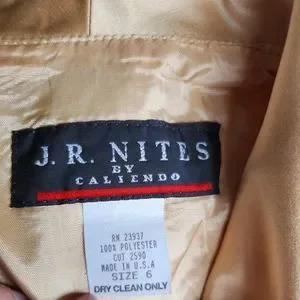 J.R. NITES
BY
CALIENDO
RN 23937
100% POLYESTER
CUT 2590
MADE IN U.S.A
SIZE 6
DRY CLEAN ONLY